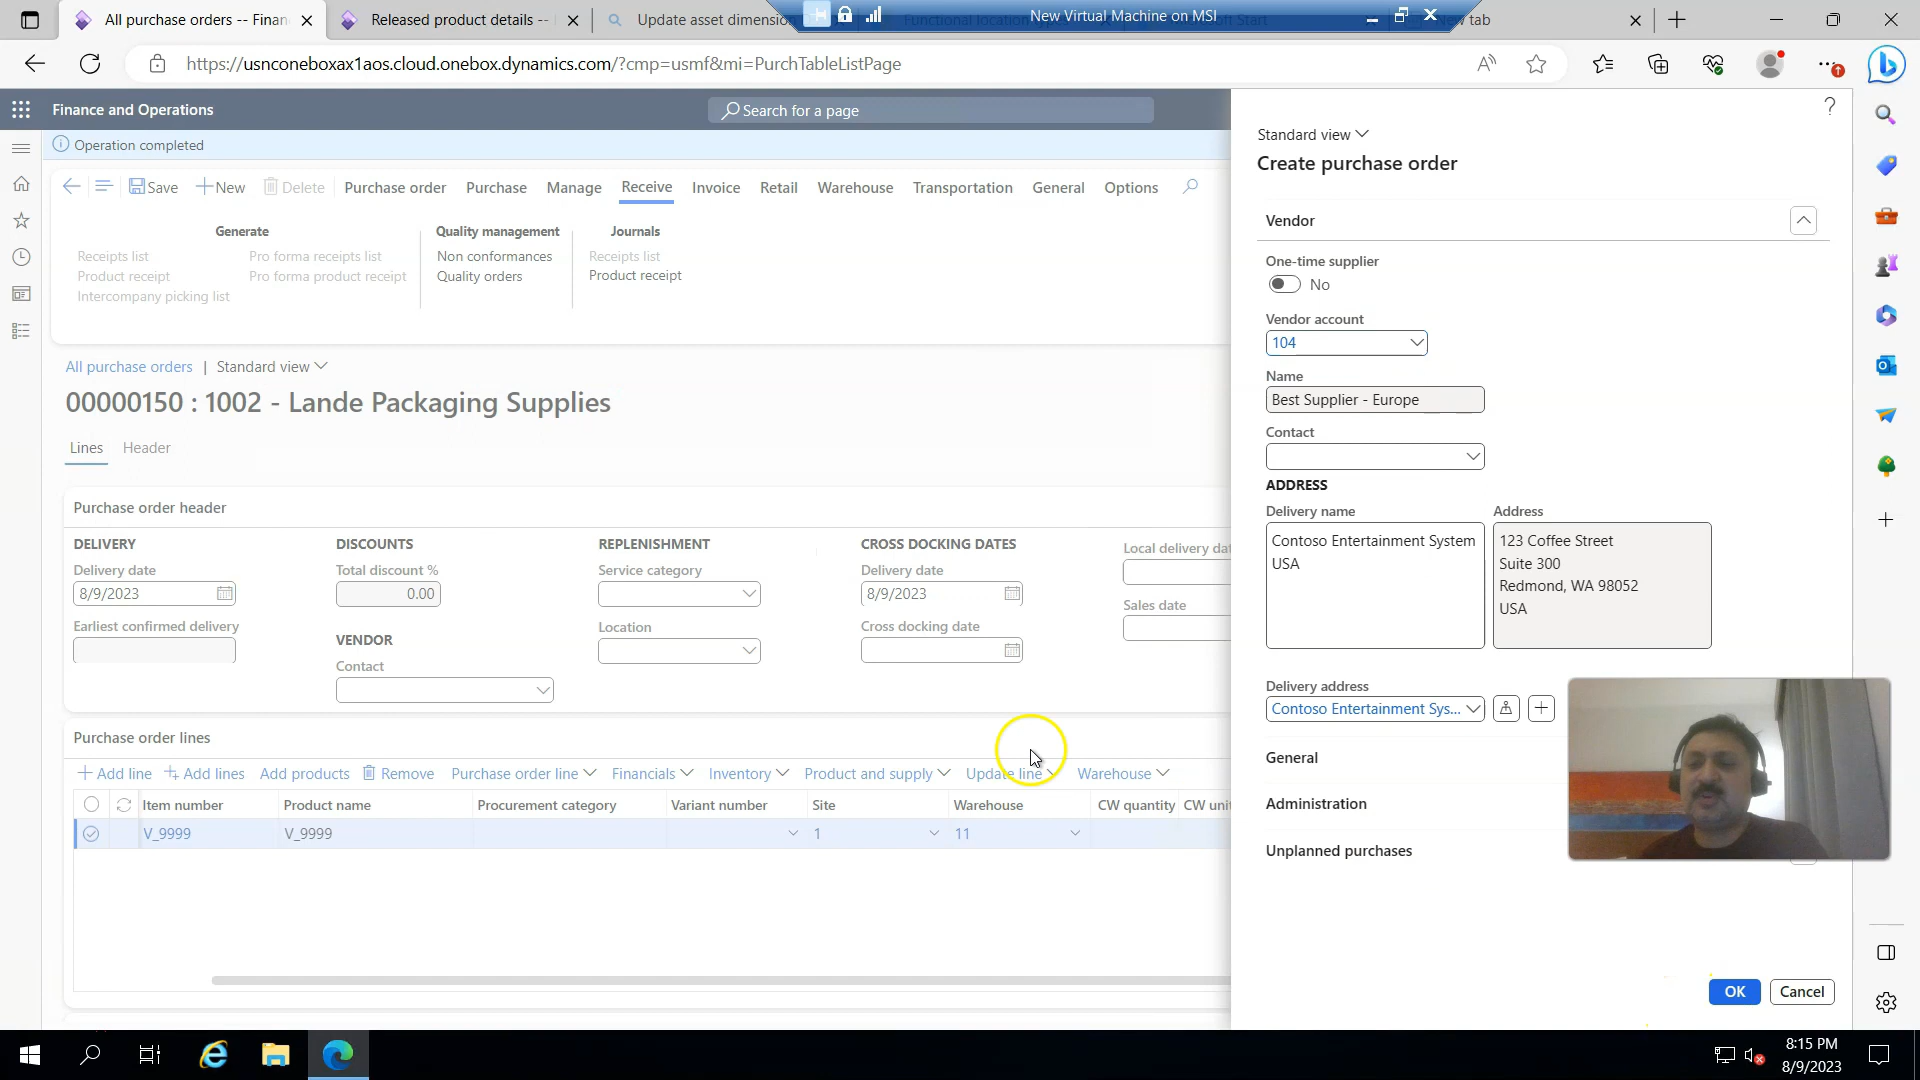 All purchase orders -- Finan
Released product details --
Update asset dimension
New Virtual Machine on MSI
tab
https://usnconeboxax1aos.cloud.onebox.dynamics.com/?cmp=usmf&mi=PurchTableListPage
Finance and Operations
Search for a page
?
Operation completed
Standard view
Create purchase order
Save
New
Delete
Purchase order
Purchase
Manage
Receive
Invoice
Retail
Warehouse
Transportation
General
Options
Generate
Receipts list
Product receipt
Intercompany picking list
Pro forma receipts list
Pro forma product receipt
Quality management
Non conformances
Quality orders
Journals
Receipts list
Product receipt
All purchase orders | Standard view
00000150 : 1002 - Lande Packaging Supplies
Lines
Header
Purchase order header
DELIVERY
Delivery date
8/9/2023
Earliest confirmed delivery
DISCOUNTS
Total discount %
0.00
VENDOR
Contact
REPLENISHMENT
Service category
Location
CROSS DOCKING DATES
Delivery date
8/9/2023
Cross docking date
Local delivery dat
Sales date
Purchase order lines
Add line
Add lines
Add products
Remove
Purchase order line
Financials
Inventory
Product and supply
Update line
Warehouse
Item number
Product name
Procurement category
Variant number
Site
Warehouse
CW quantity
CW uni
V_9999
V_9999
1
11
Vendor
One-time supplier
No
Vendor account
104
Name
Best Supplier - Europe
Contact
ADDRESS
Delivery name
Contoso Entertainment System
USA
Address
123 Coffee Street
Suite 300
Redmond, WA 98052
USA
Delivery address
Contoso Entertainment Sys...
General
Administration
Unplanned purchases
OK
Cancel
8:15 PM
8/9/2023